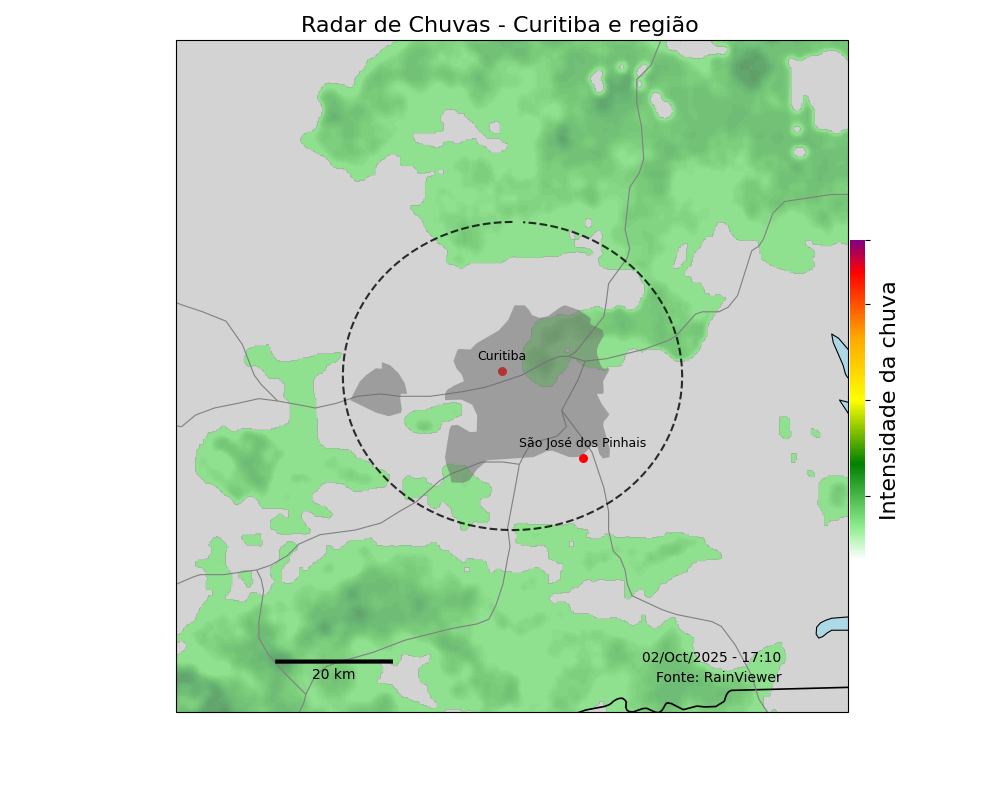 Radar de Chuvas - Curitiba e região
Curitiba
São José dos Pinhais
Intensidade da chuva
02/Oct/2025 - 17:10
20 km
Fonte: RainViewer